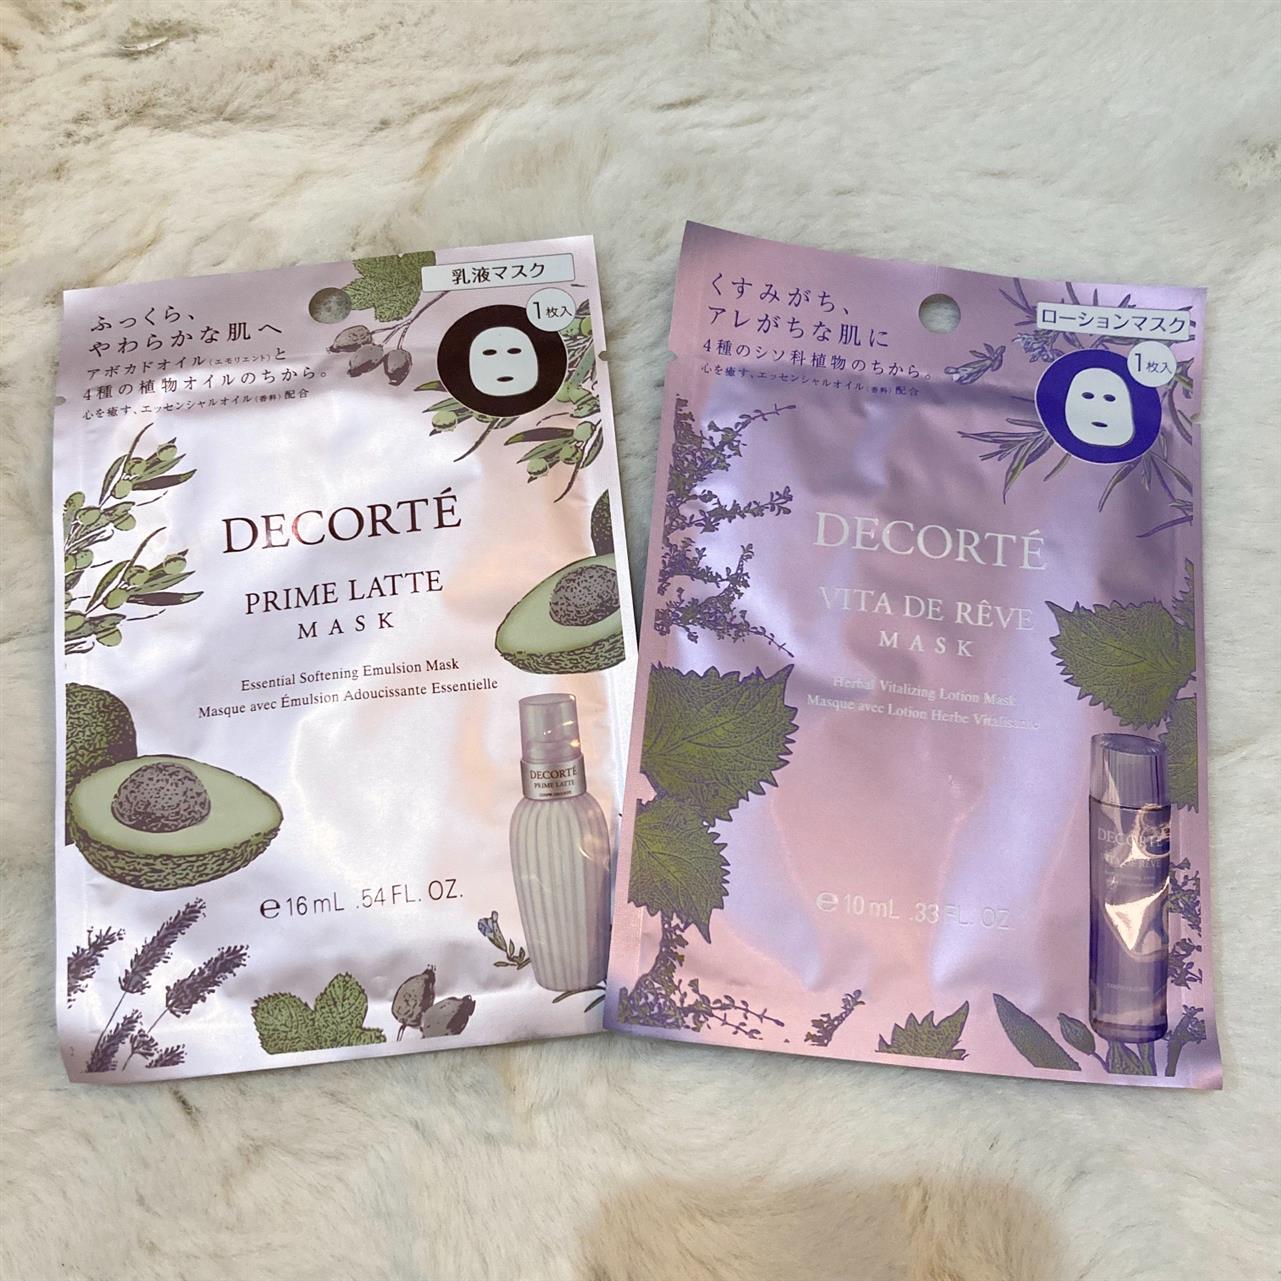 乳液マスク
1枚入
ふっくら、
やわらかな肌へ
アボカドオイル(エモリエント)と
4種の植物オイルのちから。
心を癒す、エッセンシャルオイル(香料)配合
DECORTÉ
PRIME LATTE
MASK
Essential Softening Emulsion Mask
Masque avec Émulsion Adoucissante Essentielle
DECORTÉ
PRIME LATTE
℮16mL .54FL. OZ.
ローションマスク
1枚入
くすみがち、
アレがちな肌に
4種のシソ科植物のちから。
心を癒す、エッセンシャルオイル(香料)配合
DECORTÉ
VITA DE RÊVE
MASK
Herbal Vitalizing Lotion Mask
Masque avec Lotion Herbe Vitalisante
DECORTÉ
℮10mL .33 FL. OZ.